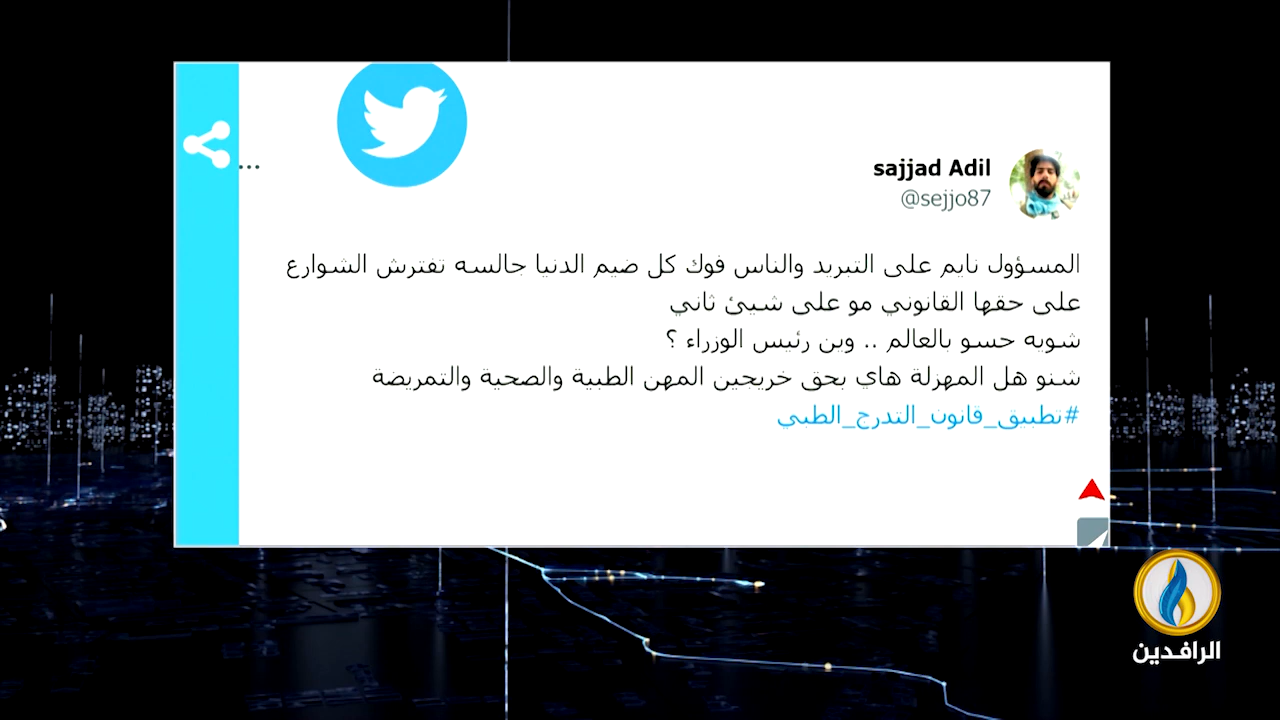 ...
sajjad Adil
@sejjo87
المسؤول نايم على التبريد والناس فوك كل ضيم الدنيا جالسه تفترش الشوارع
على حقها القانوني مو على شيئ ثاني
شويه حسو بالعالم .. وين رئيس الوزراء ؟
شنو هل المهزلة هاي بحق خريجين المهن الطبية والصحية والتمريضة
#تطبيق_قانون_التدرج_الطبي
الرافدين